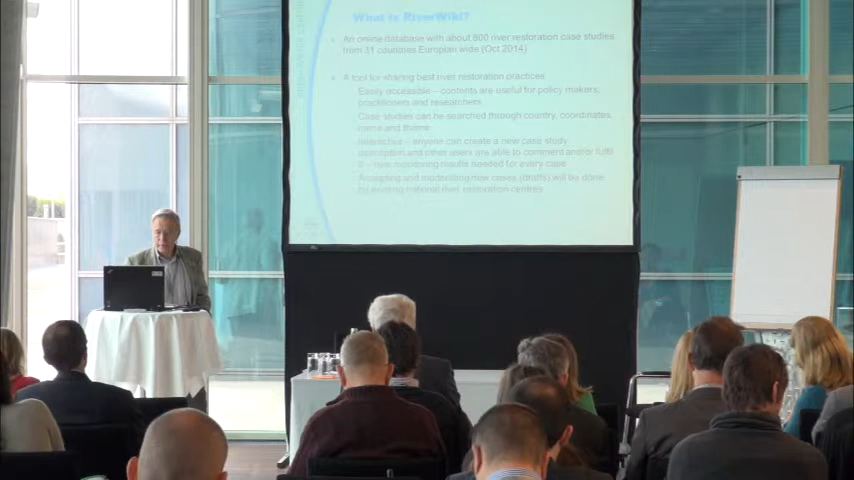 What is RiverWiki?
An online database with about 800 river restoration case studies
from 31 countries Europian wide (Oct 2014)
A tool for sharing best river restoration practices
Easily accessible – contents are useful for policy makers,
practitioners and researchers
Case studies can be searched through country, coordinates,
name and theme
Interactive – anyone can create a new case study
description and other users are able to comment and/or fulfil
it – new monitoring results needed for every case
Accepting and moderating new cases (drafts) will be done
by existing national river restoration centres